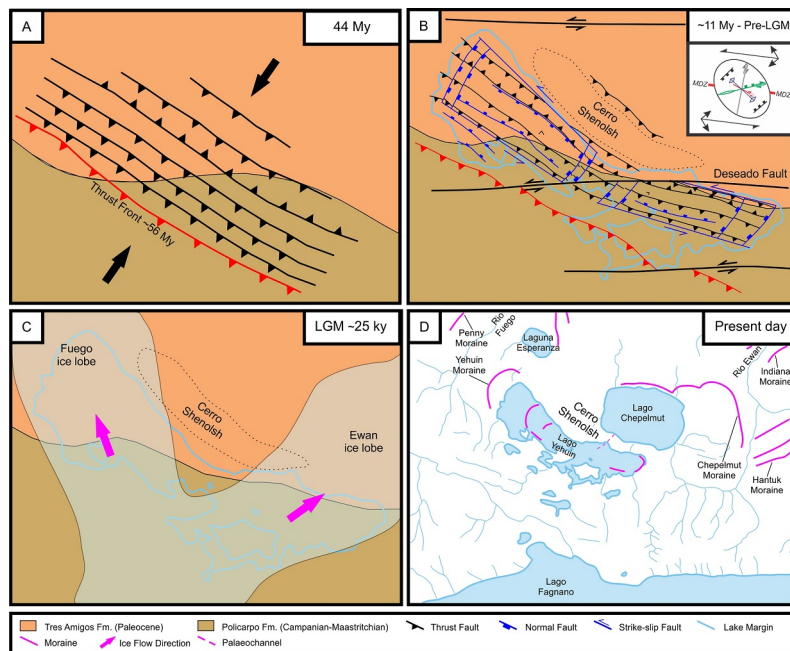 A
44 My
Thrust Front ~56 My
B
~11 My - Pre-LGM
MDZ
MDZ
Cerro
Shenolsh
Deseado Fault
C
LGM ~25 ky
Fuego
ice lobe
Cerro
Shenolsh
Ewan
ice lobe
D
Present day
Penny
Moraine
Rio
Fuego
Laguna
Esperanza
Yehuin
Moraine
Rio Ewan
Indiana
Moraine
Cerro
Shenolsh
Lago
Chepelmut
Lago
Yehuin
Chepelmut
Moraine
Hantuk
Moraine
Lago
Fagnano
Tres Amigos Fm. (Paleocene)
Policarpo Fm. (Campanian-Maastritchian)
Thrust Fault
Normal Fault
Strike-slip Fault
Lake Margin
Moraine
Ice Flow Direction
Palaeochannel